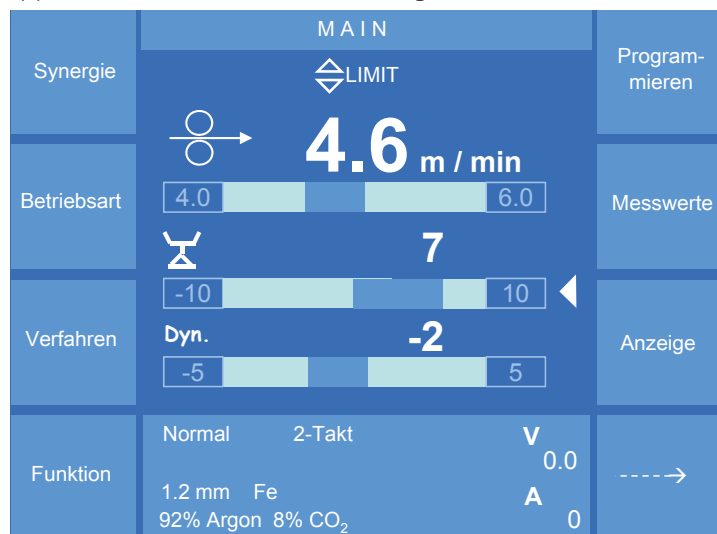 MAIN
Synergie
LIMIT
Program-
mieren
4.6 m / min
Betriebsart
4.0 6.0
Messwerte
7
-10 10
Verfahren
Dyn. -2
Anzeige
-5 5
Funktion
Normal 2-Takt V
0.0
1.2 mm Fe A
92% Argon 8% CO₂ 0